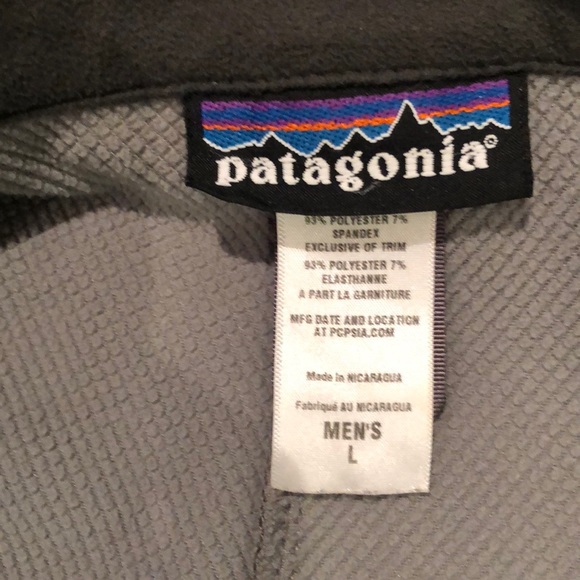 patagonia®
93% POLYESTER 7%
SPANDEX
EXCLUSIVE OF TRIM
93% POLYESTER 7%
ELASTHANNE
A PART LA GARNITURE
MFG DATE AND LOCATION
AT PCPSIA.COM
Made in NICARAGUA
Fabriqué AU NICARAGUA
MEN'S
L